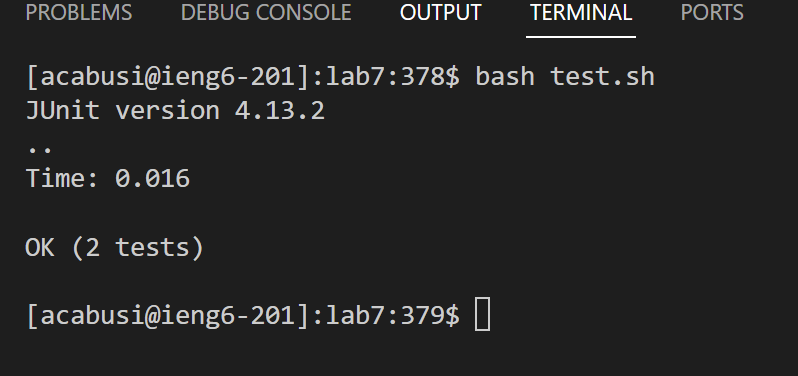 PROBLEMS DEBUG CONSOLE OUTPUT TERMINAL PORTS
[acabusi@ieng6-201]:lab7:378$ bash test.sh
JUnit version 4.13.2
..
Time: 0.016
OK (2 tests)
[acabusi@ieng6-201]:lab7:379$